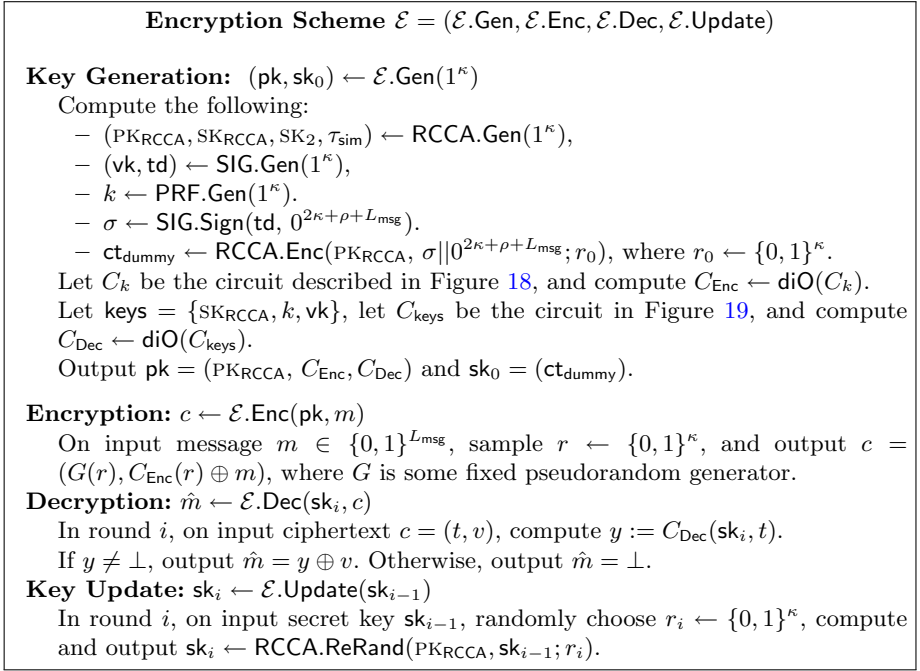 Encryption Scheme ℰ = (ℰ.Gen, ℰ.Enc, ℰ.Dec, ℰ.Update)
Key Generation: (pk, sk₀) ← ℰ.Gen(1^κ)
Compute the following:
– (PK_RCCA, SK_RCCA, SK₂, τ_sim) ← RCCA.Gen(1^κ),
– (vk, td) ← SIG.Gen(1^κ),
– k ← PRF.Gen(1^κ).
– σ ← SIG.Sign(td, 0^{2κ+ρ+L_msg}).
– ct_dummy ← RCCA.Enc(PK_RCCA, σ||0^{2κ+ρ+L_msg}; r₀), where r₀ ← {0, 1}^κ.
Let C_k be the circuit described in Figure 18, and compute C_Enc ← diO(C_k).
Let keys = {SK_RCCA, k, vk}, let C_keys be the circuit in Figure 19, and compute
C_Dec ← diO(C_keys).
Output pk = (PK_RCCA, C_Enc, C_Dec) and sk₀ = (ct_dummy).
Encryption: c ← ℰ.Enc(pk, m)
On input message m ∈ {0, 1}^{L_msg}, sample r ← {0, 1}^κ, and output c =
(G(r), C_Enc(r) ⊕ m), where G is some fixed pseudorandom generator.
Decryption: m̂ ← ℰ.Dec(sk_i, c)
In round i, on input ciphertext c = (t, v), compute y := C_Dec(sk_i, t).
If y ≠ ⊥, output m̂ = y ⊕ v. Otherwise, output m̂ = ⊥.
Key Update: sk_i ← ℰ.Update(sk_{i−1})
In round i, on input secret key sk_{i−1}, randomly choose r_i ← {0, 1}^κ, compute
and output sk_i ← RCCA.ReRand(PK_RCCA, sk_{i−1}; r_i).